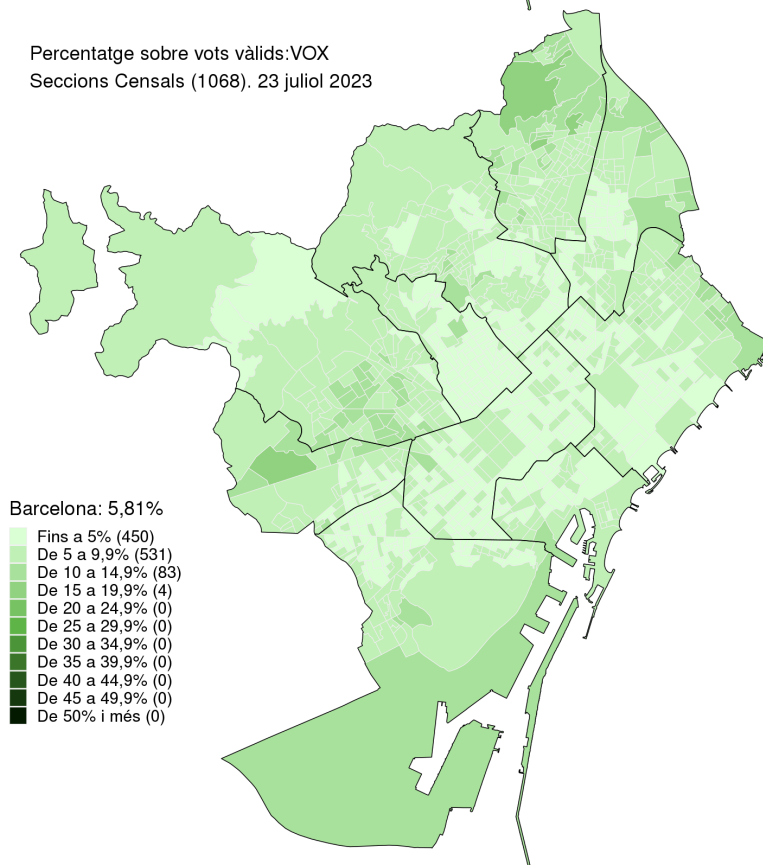 Percentatge sobre vots vàlids:VOX
Seccions Censals (1068). 23 juliol 2023
Barcelona: 5,81%
Fins a 5% (450)
De 5 a 9,9% (531)
De 10 a 14,9% (83)
De 15 a 19,9% (4)
De 20 a 24,9% (0)
De 25 a 29,9% (0)
De 30 a 34,9% (0)
De 35 a 39,9% (0)
De 40 a 44,9% (0)
De 45 a 49,9% (0)
De 50% i més (0)